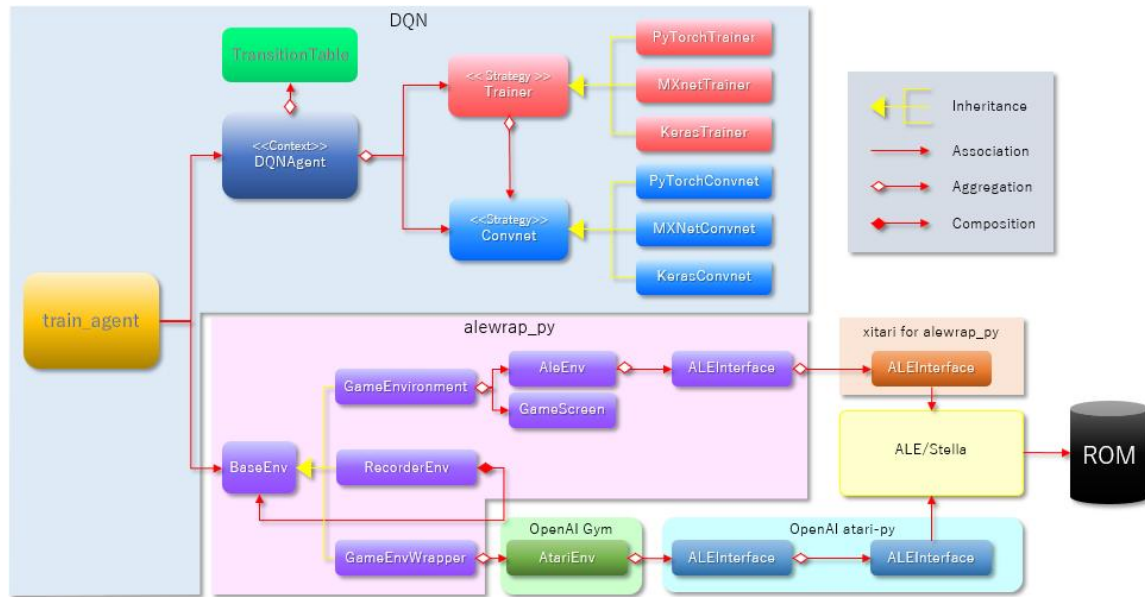 DQN
TransitionTable
<<Context>>
DQNAgent
<< Strategy >>
Trainer
<<Strategy>>
Convnet
PyTorchTrainer
MXnetTrainer
KerasTrainer
PyTorchConvnet
MXNetConvnet
KerasConvnet
Inheritance
Association
Aggregation
Composition
train_agent
alewrap_py
GameEnvironment
AleEnv
ALEInterface
GameScreen
BaseEnv
RecorderEnv
GameEnvWrapper
xitari for alewrap_py
ALEInterface
ALE/Stella
ROM
OpenAI Gym
AtariEnv
OpenAI atari-py
ALEInterface
ALEInterface